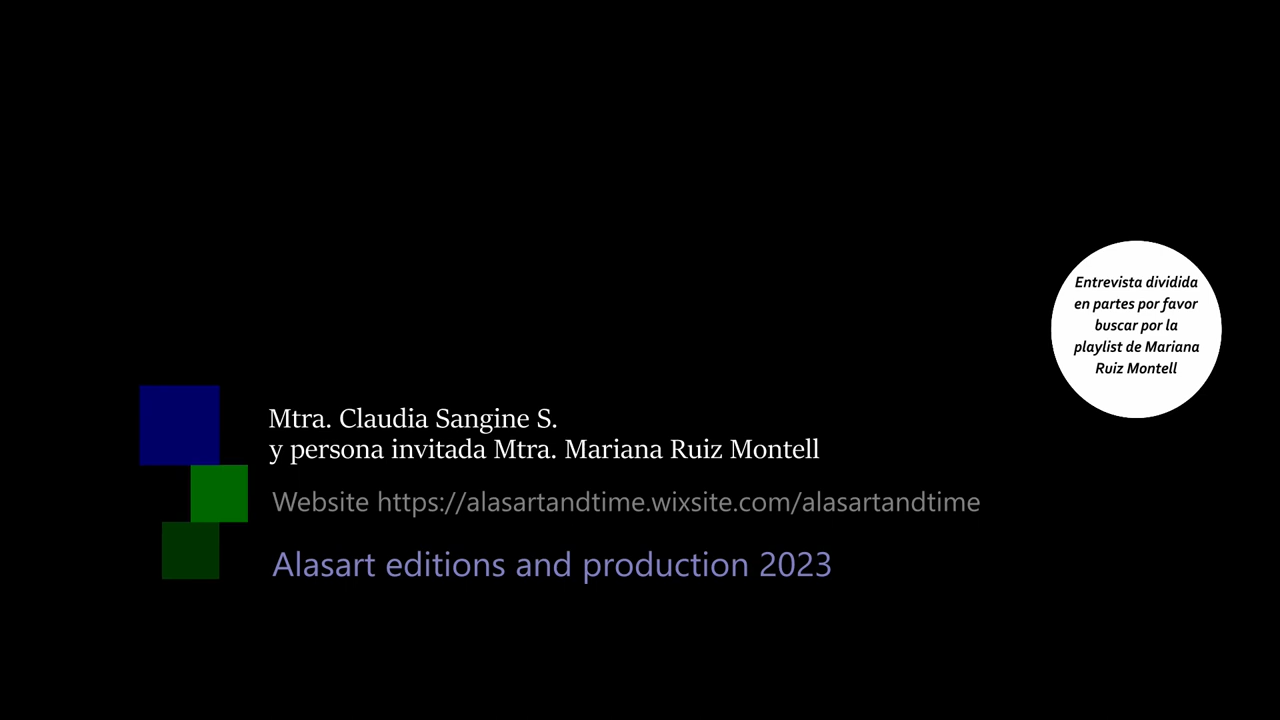 Entrevista dividida
en partes por favor
buscar por la
playlist de Mariana
Ruiz Montell
Mtra. Claudia Sangine S.
y persona invitada Mtra. Mariana Ruiz Montell
Website https://alasartandtime.wixsite.com/alasartandtime
Alasart editions and production 2023